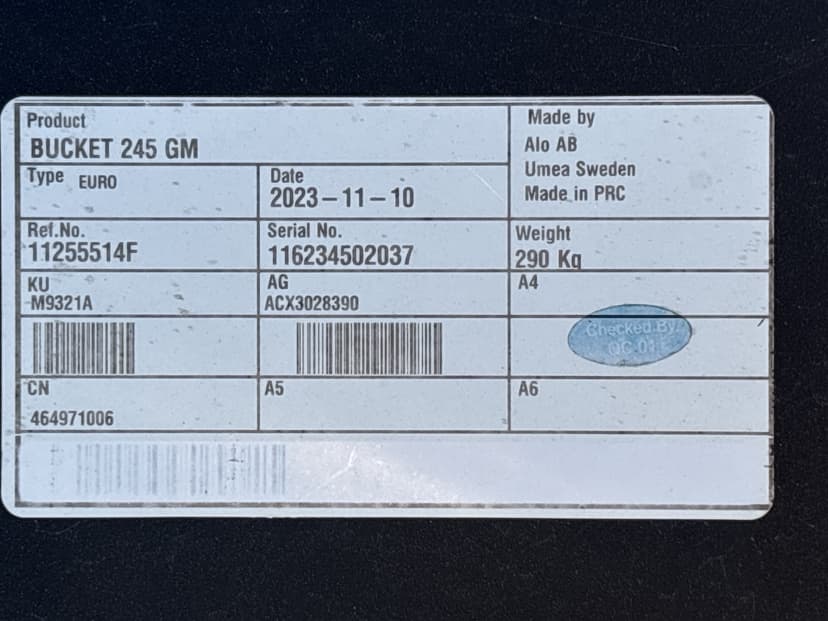 Product
BUCKET 245 GM
Made by
Alo AB
Umea Sweden
Made in PRC
Type EURO
Date
2023-11-10
Ref.No.
11255514F
Serial No.
116234502037
Weight
290 Kg
KU
M9321A
AG
ACX3028390
A4
Checked By:
QC 01
CN
464971006
A5
A6